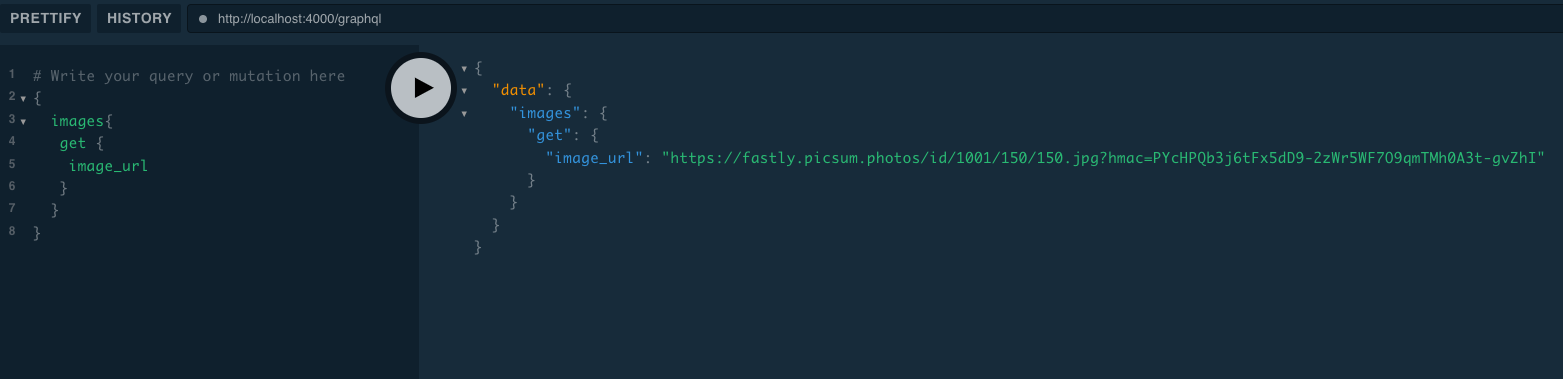 PRETTIFY HISTORY http://localhost:4000/graphql
1 # Write your query or mutation here
2 {
3 images{
4 get {
5 image_url
6 }
7 }
8 }
{
"data": {
"images": {
"get": {
"image_url": "https://fastly.picsum.photos/id/1001/150/150.jpg?hmac=PYcHPQb3j6tFx5dD9-2zWr5WF7O9qmTMh0A3t-gvZhI"
}
}
}
}